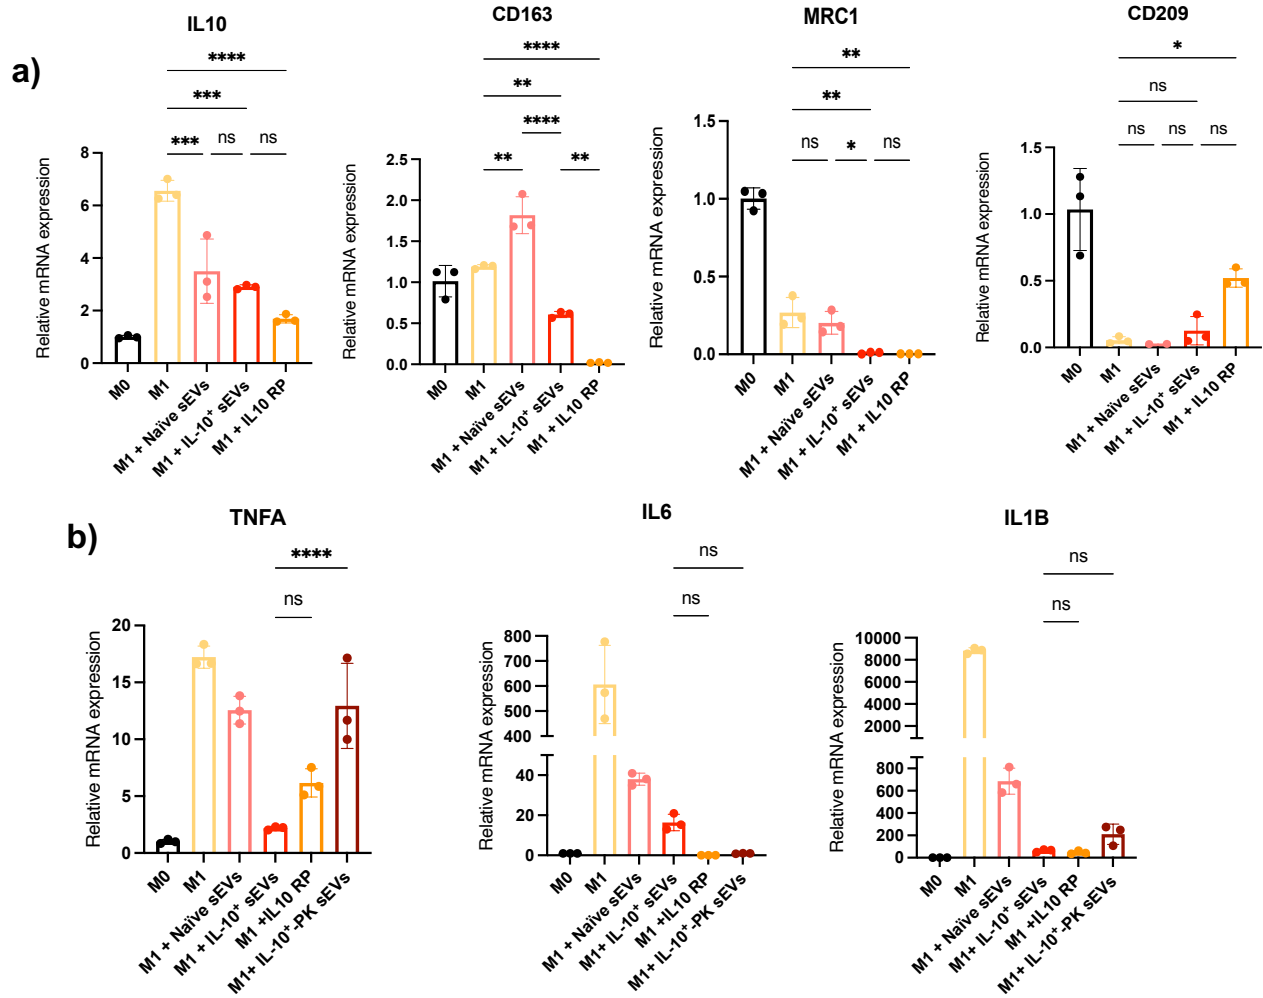 a)
IL10
****
***
*** ns ns
Relative mRNA expression
8
6
4
2
0
M0
M1
M1 + Naïve sEVs
M1 + IL-10⁺ sEVs
M1 + IL10 RP
CD163
****
**
****
** **
Relative mRNA expression
2.5
2.0
1.5
1.0
0.5
0.0
M0
M1
M1 + Naïve sEVs
M1 + IL-10⁺ sEVs
M1 + IL10 RP
MRC1
**
**
ns * ns
Relative mRNA expression
1.5
1.0
0.5
0.0
M0
M1
M1 + Naïve sEVs
M1 + IL-10⁺ sEVs
M1 + IL10 RP
CD209
*
ns
ns ns ns
Relative mRNA expression
1.5
1.0
0.5
0.0
M0
M1
M1 + Naïve sEVs
M1 + IL-10⁺ sEVs
M1 + IL10 RP
b)
TNFA
****
ns
Relative mRNA expression
20
15
10
5
0
M0
M1
M1 + Naïve sEVs
M1 + IL-10⁺ sEVs
M1 +IL10 RP
M1+ IL-10⁺-PK sEVs
IL6
ns
ns
Relative mRNA expression
800
700
600
500
400
40
20
0
M0
M1
M1 + Naïve sEVs
M1+ IL-10⁺ sEVs
M1 +IL10 RP
M1+ IL-10⁺-PK sEVs
IL1B
ns
ns
Relative mRNA expression
10000
8000
6000
4000
2000
800
600
400
200
0
M0
M1
M1 + Naïve sEVs
M1+ IL-10⁺ sEVs
M1 +IL10 RP
M1+ IL-10⁺-PK sEVs